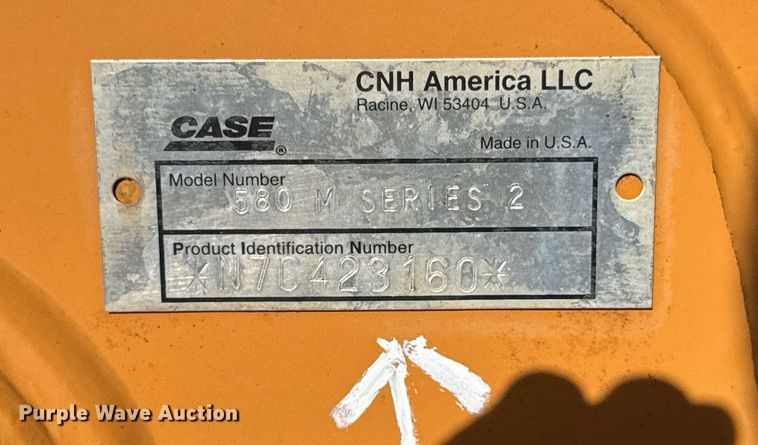 CNH America LLC
Racine, WI 53404 U.S.A.
CASE®
Made in U.S.A.
Model Number
580 M SERIES 2
Product Identification Number
*N7C423160*
Purple Wave Auction